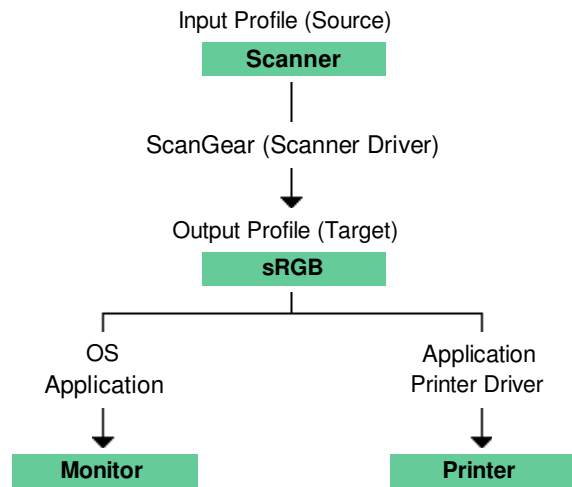 Input Profile (Source)
Scanner
ScanGear (Scanner Driver)
Output Profile (Target)
sRGB
OS
Application
Application
Printer Driver
Monitor
Printer